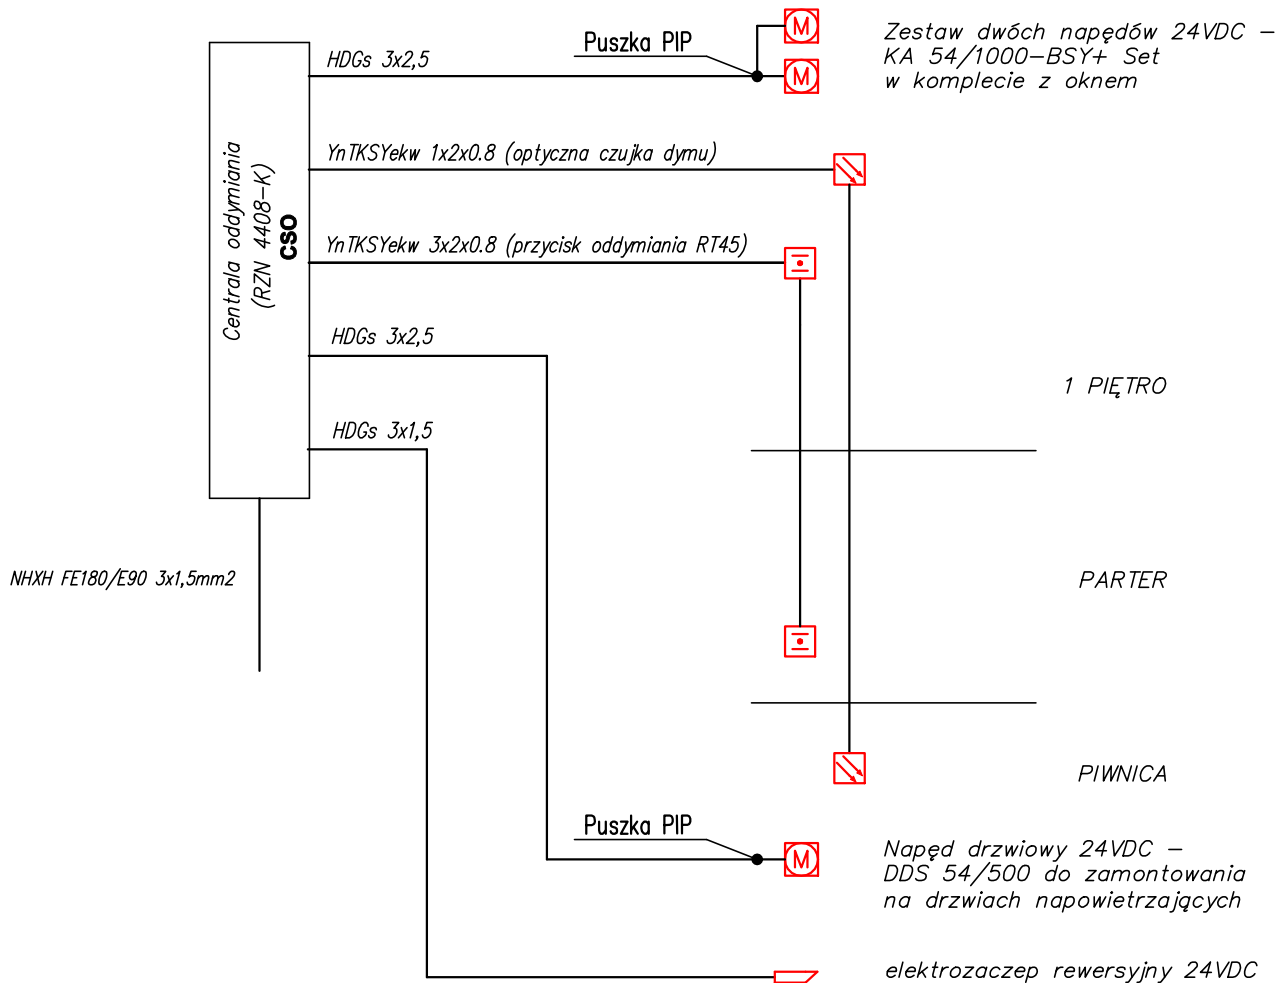 Puszka PIP
M
M
Zestaw dwóch napędów 24VDC –
KA 54/1000–BSY+ Set
w komplecie z oknem
HDGs 3x2,5
YnTKSYekw 1x2x0.8 (optyczna czujka dymu)
YnTKSYekw 3x2x0.8 (przycisk oddymiania RT45)
HDGs 3x2,5
HDGs 3x1,5
Centrala oddymiania
(RZN 4408–K)
CSO
1 PIĘTRO
NHXH FE180/E90 3x1,5mm2
PARTER
PIWNICA
Puszka PIP
M
Napęd drzwiowy 24VDC –
DDS 54/500 do zamontowania
na drzwiach napowietrzających
elektrozaczep rewersyjny 24VDC